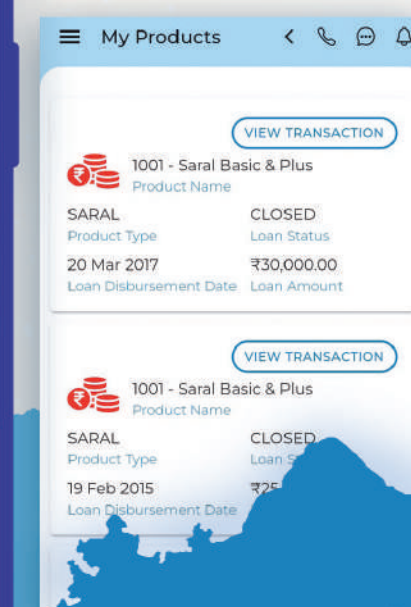 My Products
VIEW TRANSACTION
1001 - Saral Basic & Plus
Product Name
SARAL CLOSED
Product Type Loan Status
20 Mar 2017 ₹30,000.00
Loan Disbursement Date Loan Amount
VIEW TRANSACTION
1001 - Saral Basic & Plus
Product Name
SARAL CLOSED
Product Type Loan
19 Feb 2015 ₹25
Loan Disbursement Date